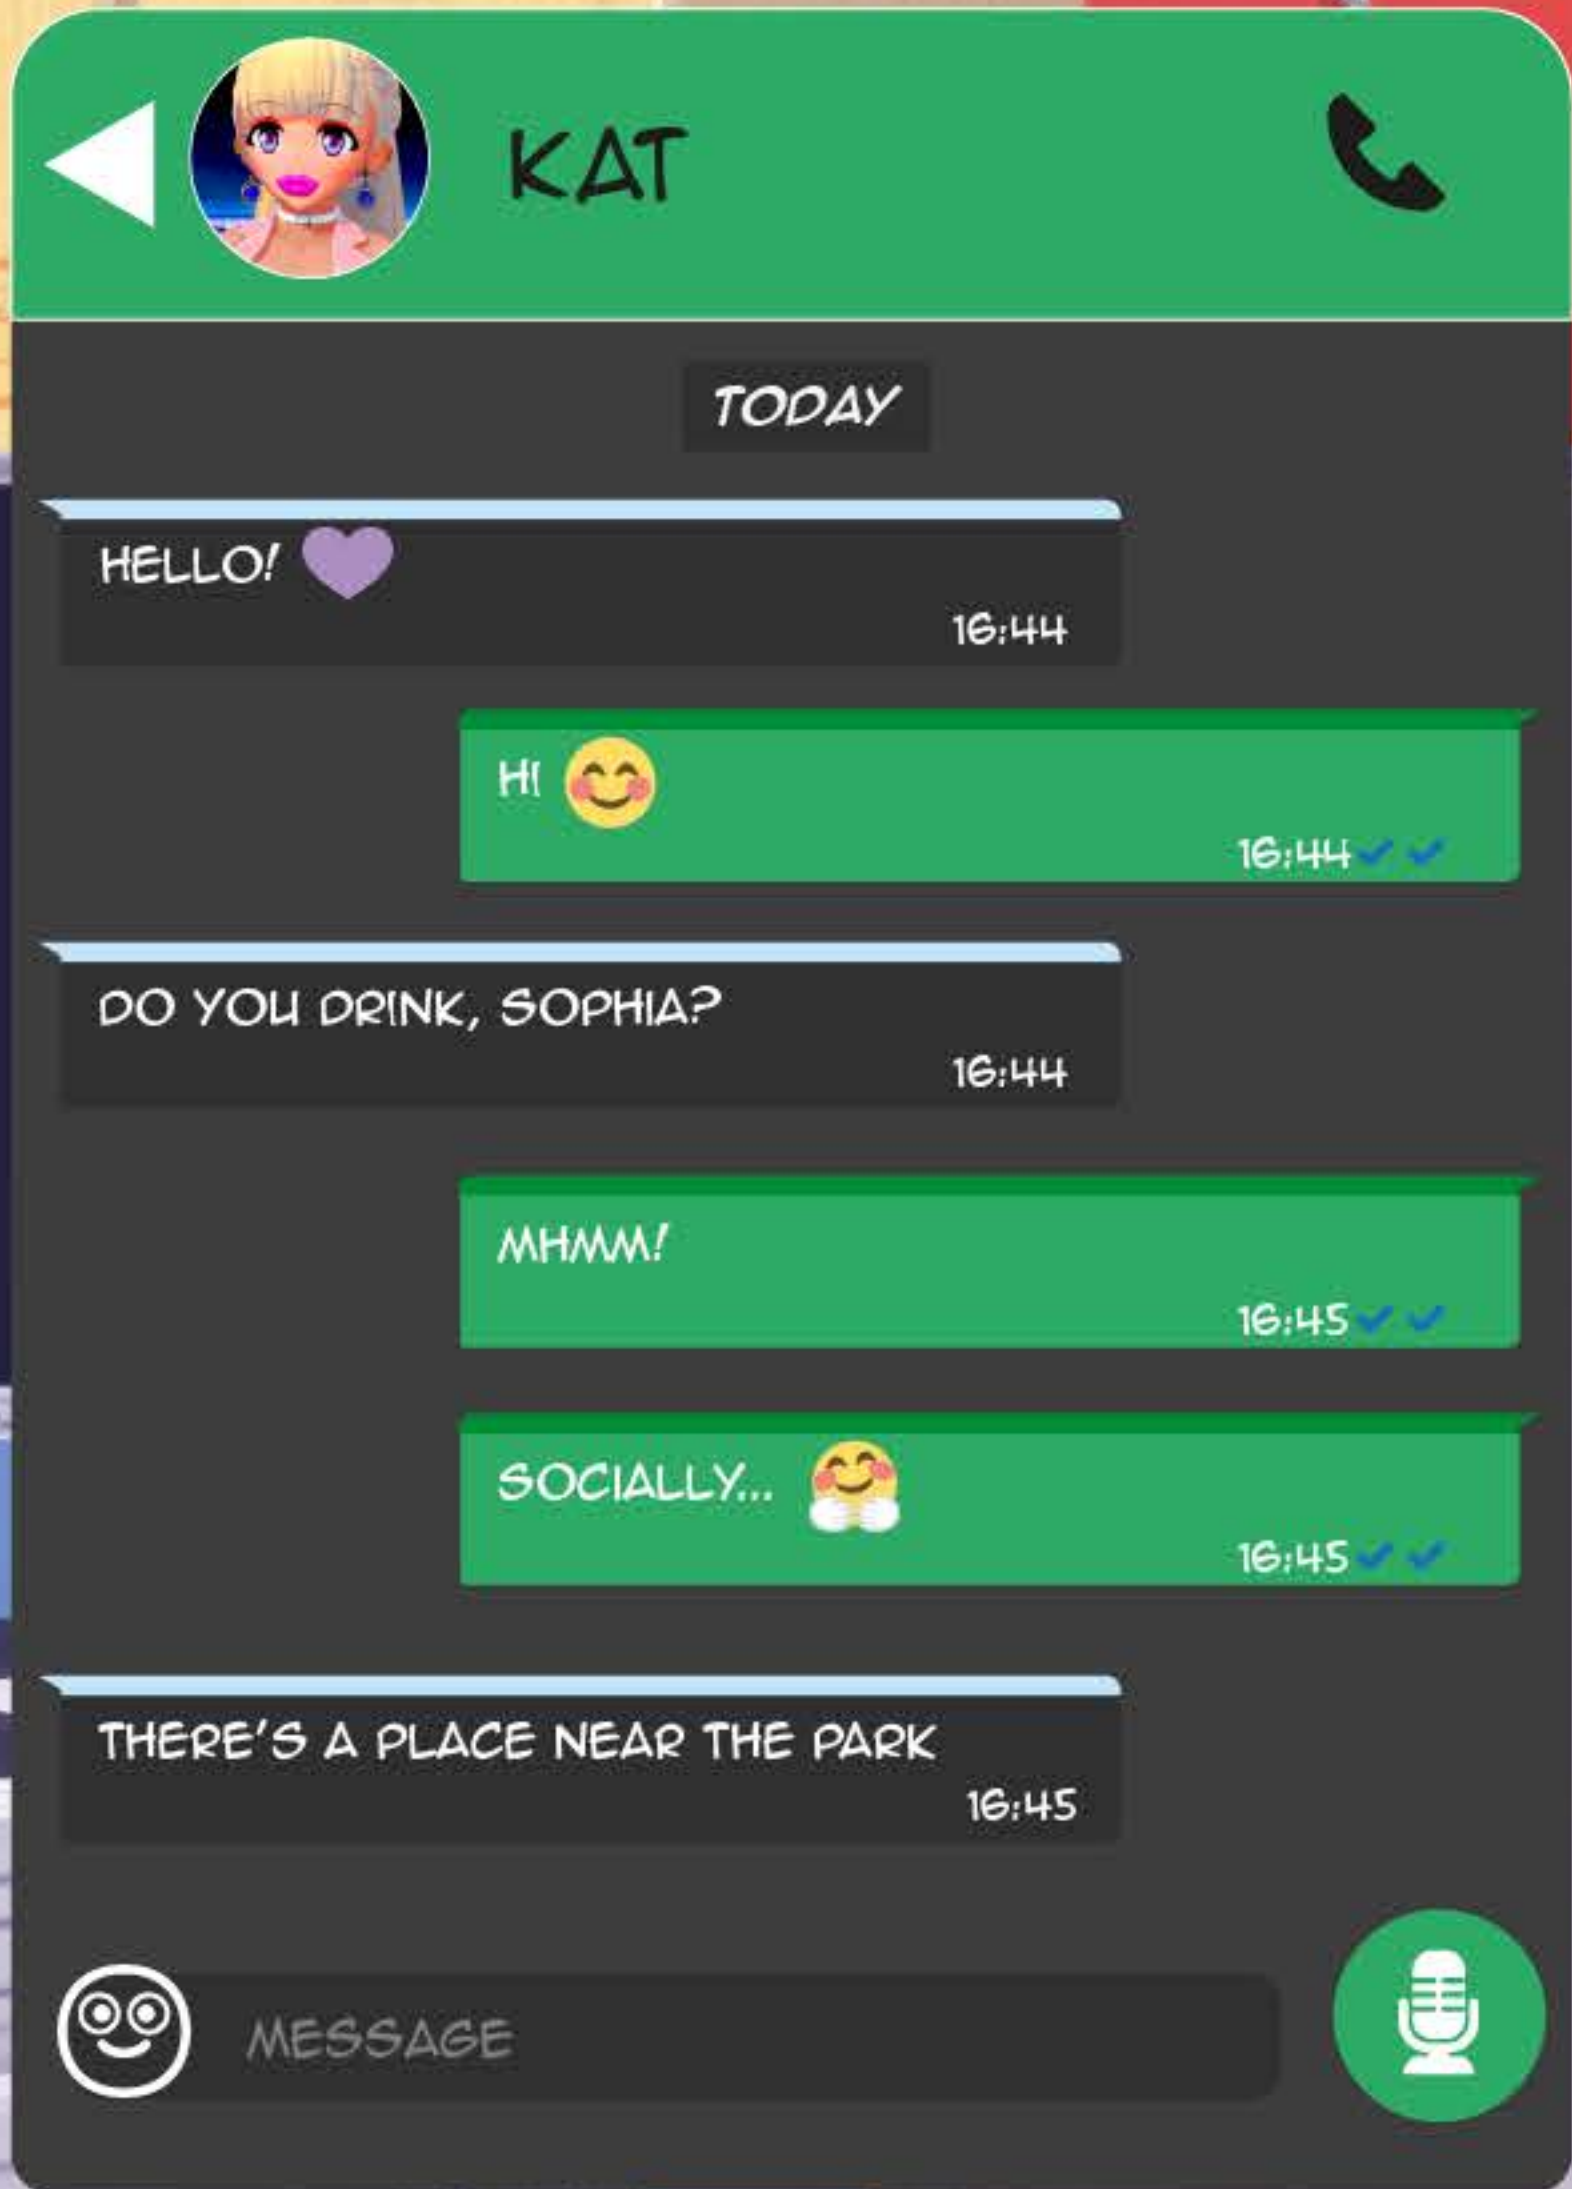 KAT
TODAY
HELLO! 💜
16:44
HI 😊
16:44
DO YOU DRINK, SOPHIA?
16:44
MHMM!
16:45
SOCIALLY... 🤗
16:45
THERE'S A PLACE NEAR THE PARK
16:45
MESSAGE